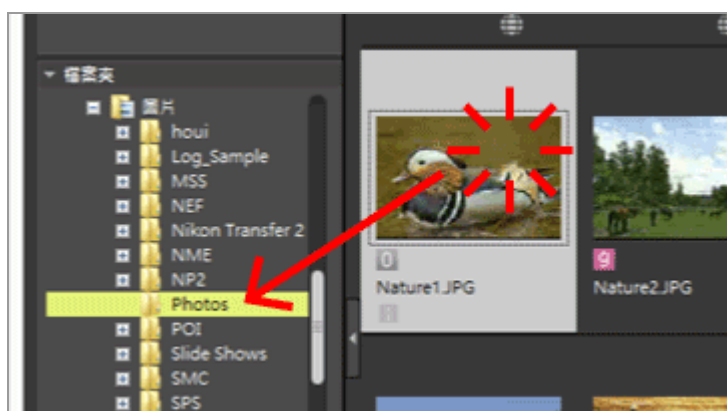 檔案夾
圖片
houi
Log_Sample
MSS
NEF
Nikon Transfer 2
NME
NP2
Photos
POI
Slide Shows
SMC
SPS
0
Nature1.JPG
9
Nature2.JPG